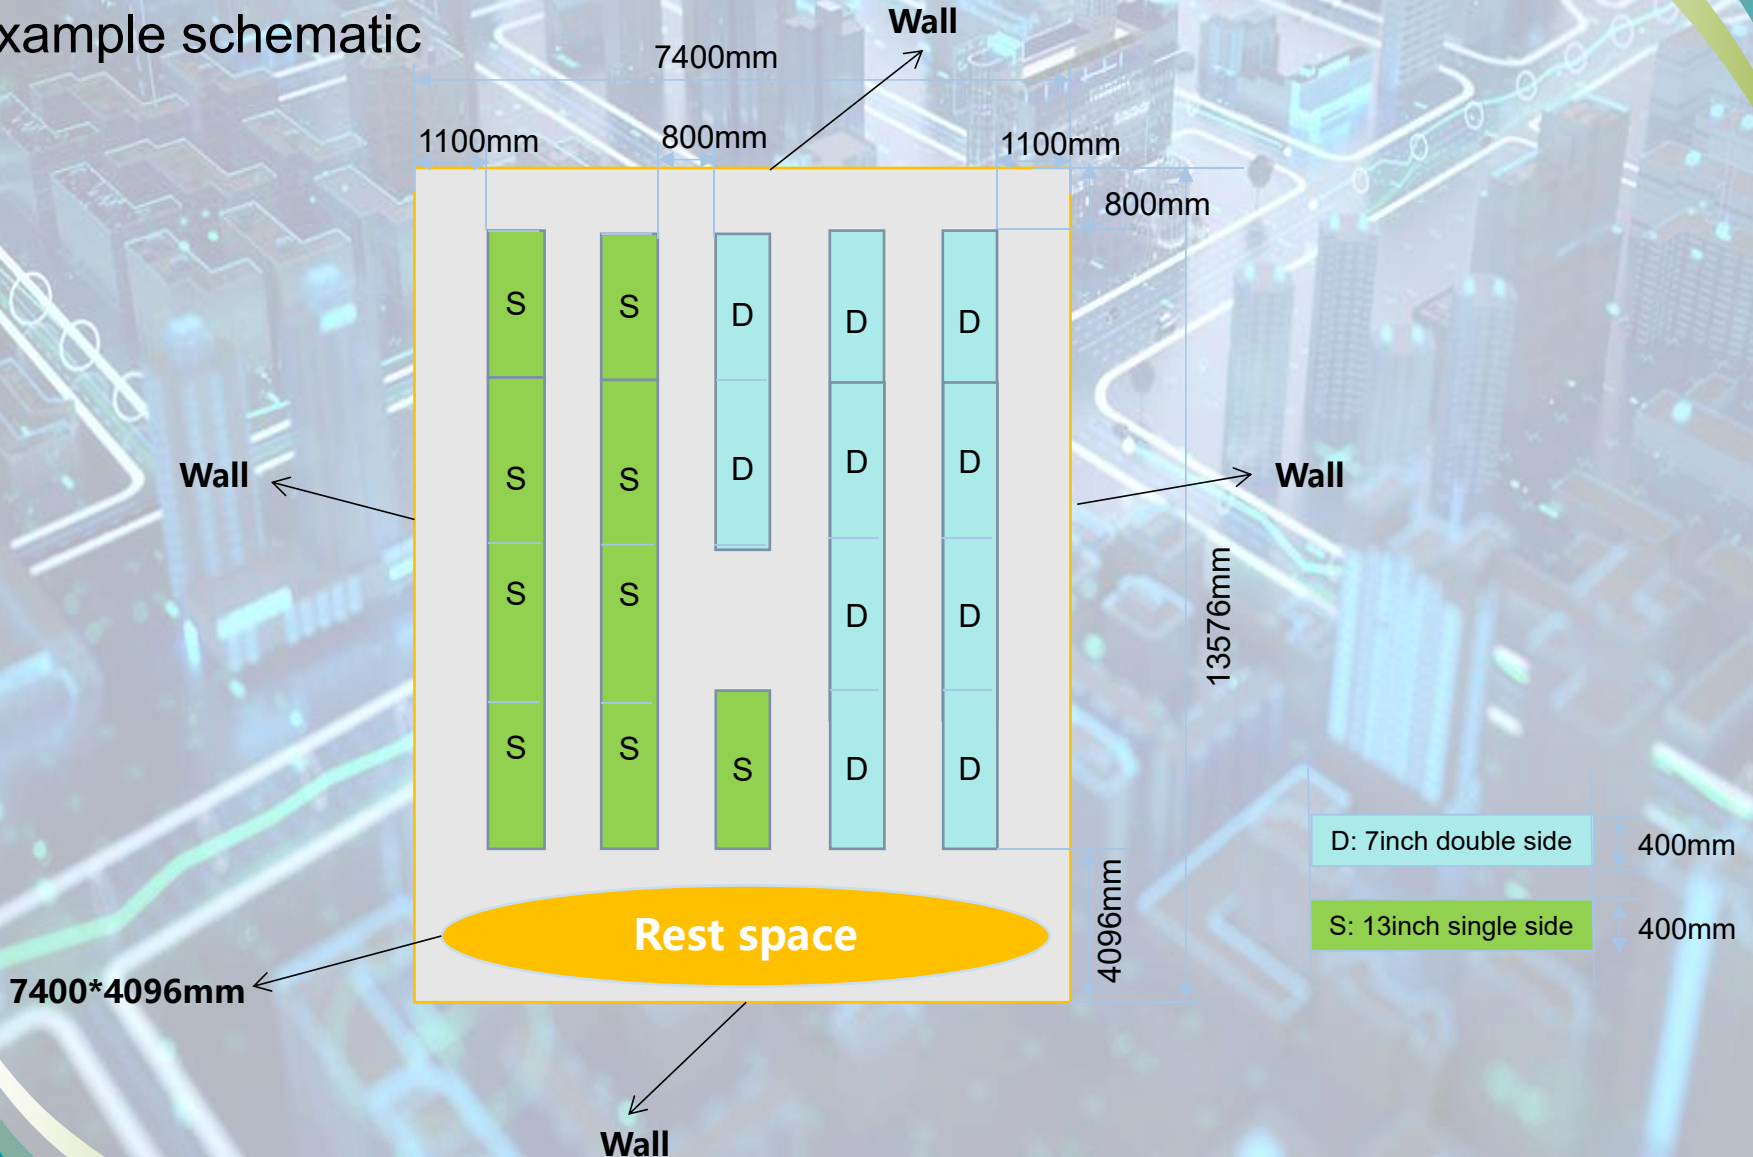 xample schematic
Wall
7400mm
1100mm
800mm
1100mm
800mm
S
S
D
D
D
S
S
D
D
D
Wall
Wall
S
S
D
D
13576mm
S
S
S
D
D
D: 7inch double side
400mm
S: 13inch single side
400mm
Rest space
4096mm
7400*4096mm
Wall